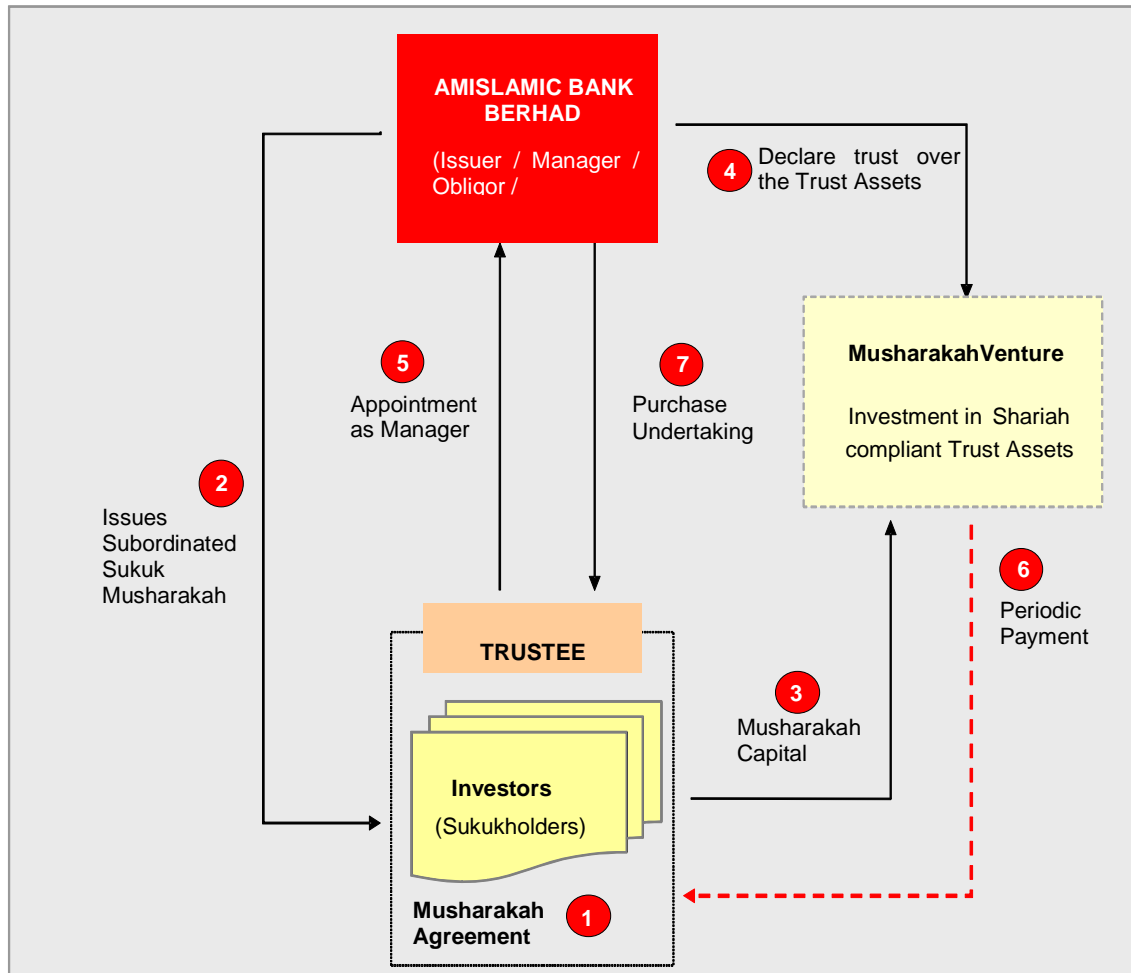 AMISLAMIC BANK
BERHAD
(Issuer / Manager /
Obligor /
4
Declare trust over
the Trust Assets
MusharakahVenture
Investment in Shariah
compliant Trust Assets
5
Appointment
as Manager
7
Purchase
Undertaking
2
Issues
Subordinated
Sukuk
Musharakah
6
Periodic
Payment
TRUSTEE
3
Musharakah
Capital
Investors
(Sukukholders)
Musharakah
Agreement
1